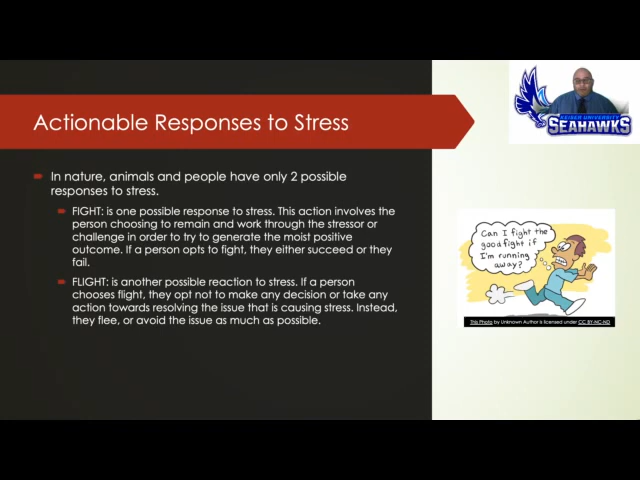 Actionable Responses to Stress
In nature, animals and people have only 2 possible
responses to stress.
FIGHT: is one possible response to stress. This action involves the
person choosing to remain and work through the stressor or
challenge in order to try to generate the moist positive
outcome. If a person opts to fight, they either succeed or they
fail.
FLIGHT: is another possible reaction to stress. If a person
chooses flight, they opt not to make any decision or take any
action towards resolving the issue that is causing stress. Instead,
they flee, or avoid the issue as much as possible.
KEISER UNIVERSITY
SEAHAWKS
Can I fight the
good fight if
I'm running
away?
This Photo by Unknown Author is licensed under CC BY-NC-ND